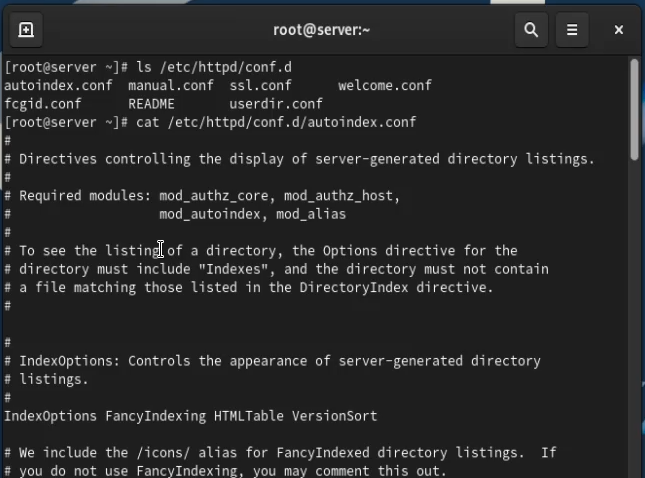 root@server:~
[root@server ~]# ls /etc/httpd/conf.d
autoindex.conf  manual.conf  ssl.conf     welcome.conf
fcgid.conf      README       userdir.conf
[root@server ~]# cat /etc/httpd/conf.d/autoindex.conf
#
# Directives controlling the display of server-generated directory listings.
#
# Required modules: mod_authz_core, mod_authz_host,
#                   mod_autoindex, mod_alias
#
# To see the listing of a directory, the Options directive for the
# directory must include "Indexes", and the directory must not contain
# a file matching those listed in the DirectoryIndex directive.
#

#
# IndexOptions: Controls the appearance of server-generated directory
# listings.
#
IndexOptions FancyIndexing HTMLTable VersionSort

# We include the /icons/ alias for FancyIndexed directory listings.  If
# you do not use FancyIndexing, you may comment this out.